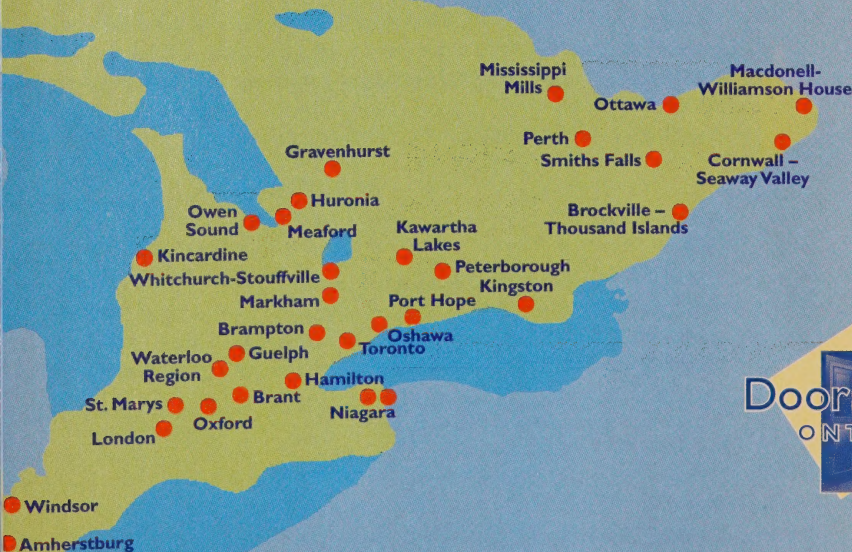 Mississippi
Mills
Macdonell-
Williamson House
Ottawa
Perth
Smiths Falls
Cornwall –
Seaway Valley
Gravenhurst
Huronia
Owen
Sound
Meaford
Brockville –
Thousand Islands
Kawartha
Lakes
Kincardine
Whitchurch-Stouffville
Peterborough
Kingston
Markham
Port Hope
Brampton
Oshawa
Toronto
Waterloo
Region
Guelph
Hamilton
St. Marys
Oxford
Brant
Niagara
London
Door
ONT
Windsor
Amherstburg